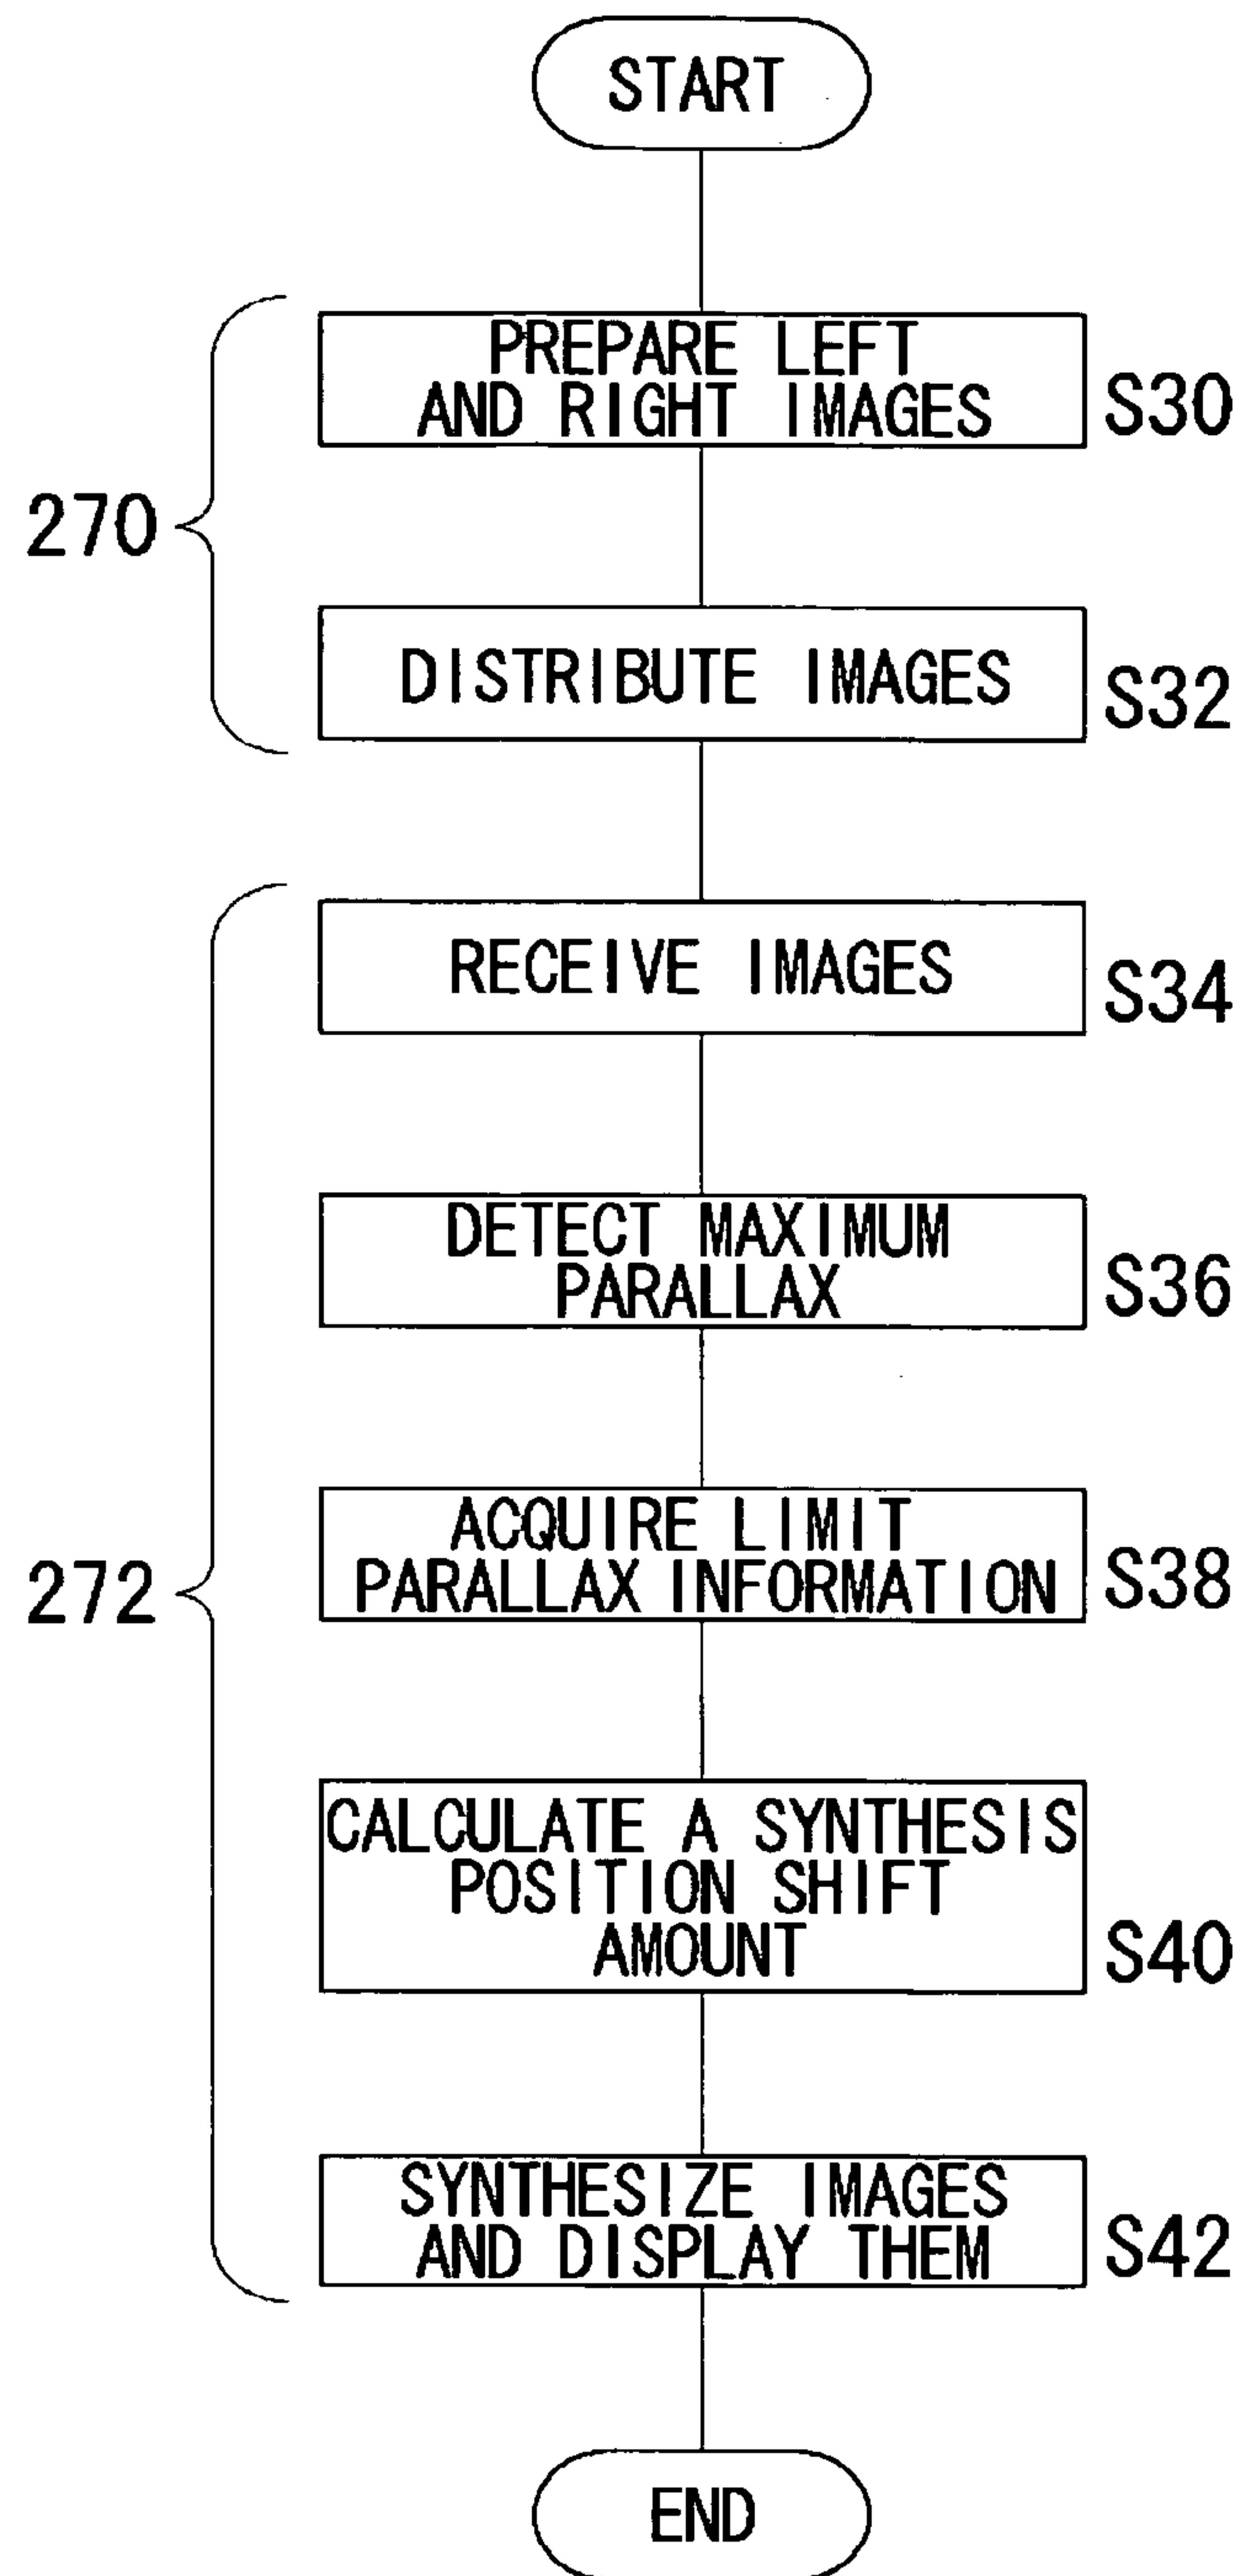 START
PREPARE LEFT
AND RIGHT IMAGES
S30
270
DISTRIBUTE IMAGES
S32
RECEIVE IMAGES
S34
DETECT MAXIMUM
PARALLAX
S36
ACQUIRE LIMIT
PARALLAX INFORMATION
S38
272
CALCULATE A SYNTHESIS
POSITION SHIFT
AMOUNT
S40
SYNTHESIZE IMAGES
AND DISPLAY THEM
S42
END